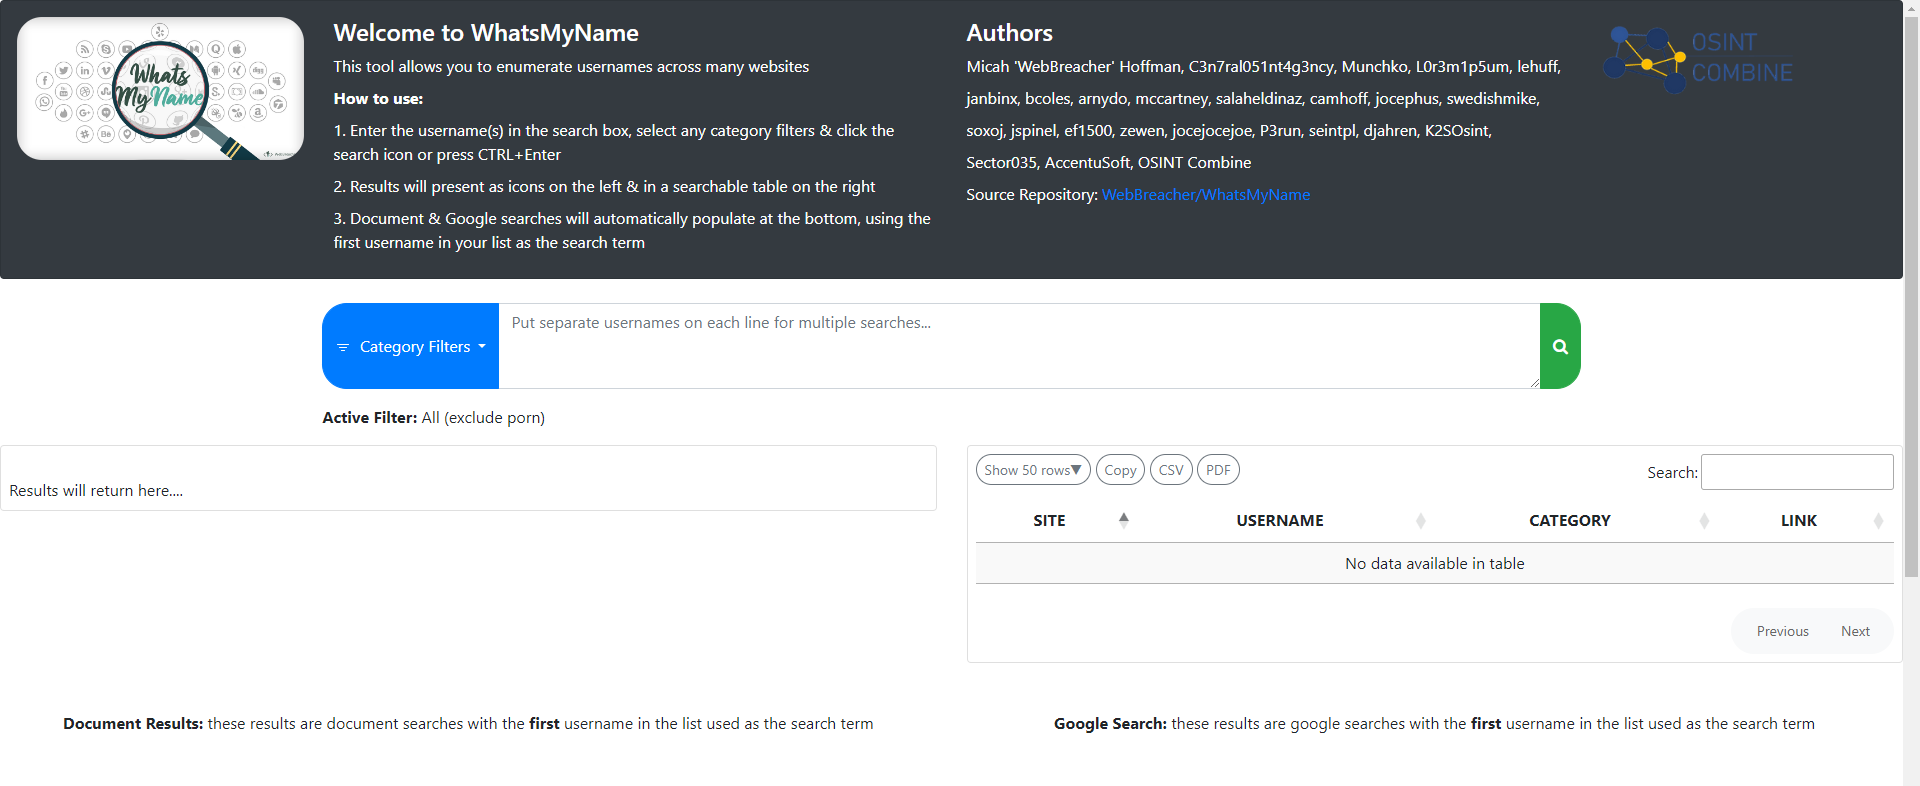 Whats
MyName
Welcome to WhatsMyName
This tool allows you to enumerate usernames across many websites
How to use:
1. Enter the username(s) in the search box, select any category filters & click the
search icon or press CTRL+Enter
2. Results will present as icons on the left & in a searchable table on the right
3. Document & Google searches will automatically populate at the bottom, using the
first username in your list as the search term
Authors
Micah 'WebBreacher' Hoffman, C3n7ral051nt4g3ncy, Munchko, L0r3m1p5um, lehuff,
janbinx, bcoles, arnydo, mccartney, salaheldinaz, camhoff, jocephus, swedishmike,
soxoj, jspinel, ef1500, zewen, jocejocejoe, P3run, seintpl, djahren, K2SOsint,
Sector035, AccentuSoft, OSINT Combine
Source Repository: WebBreacher/WhatsMyName
OSINT
COMBINE
Category Filters
Put separate usernames on each line for multiple searches...
Active Filter: All (exclude porn)
Results will return here....
Show 50 rows▼ Copy CSV PDF
Search:
SITE USERNAME CATEGORY LINK
No data available in table
Previous Next
Document Results: these results are document searches with the first username in the list used as the search term
Google Search: these results are google searches with the first username in the list used as the search term